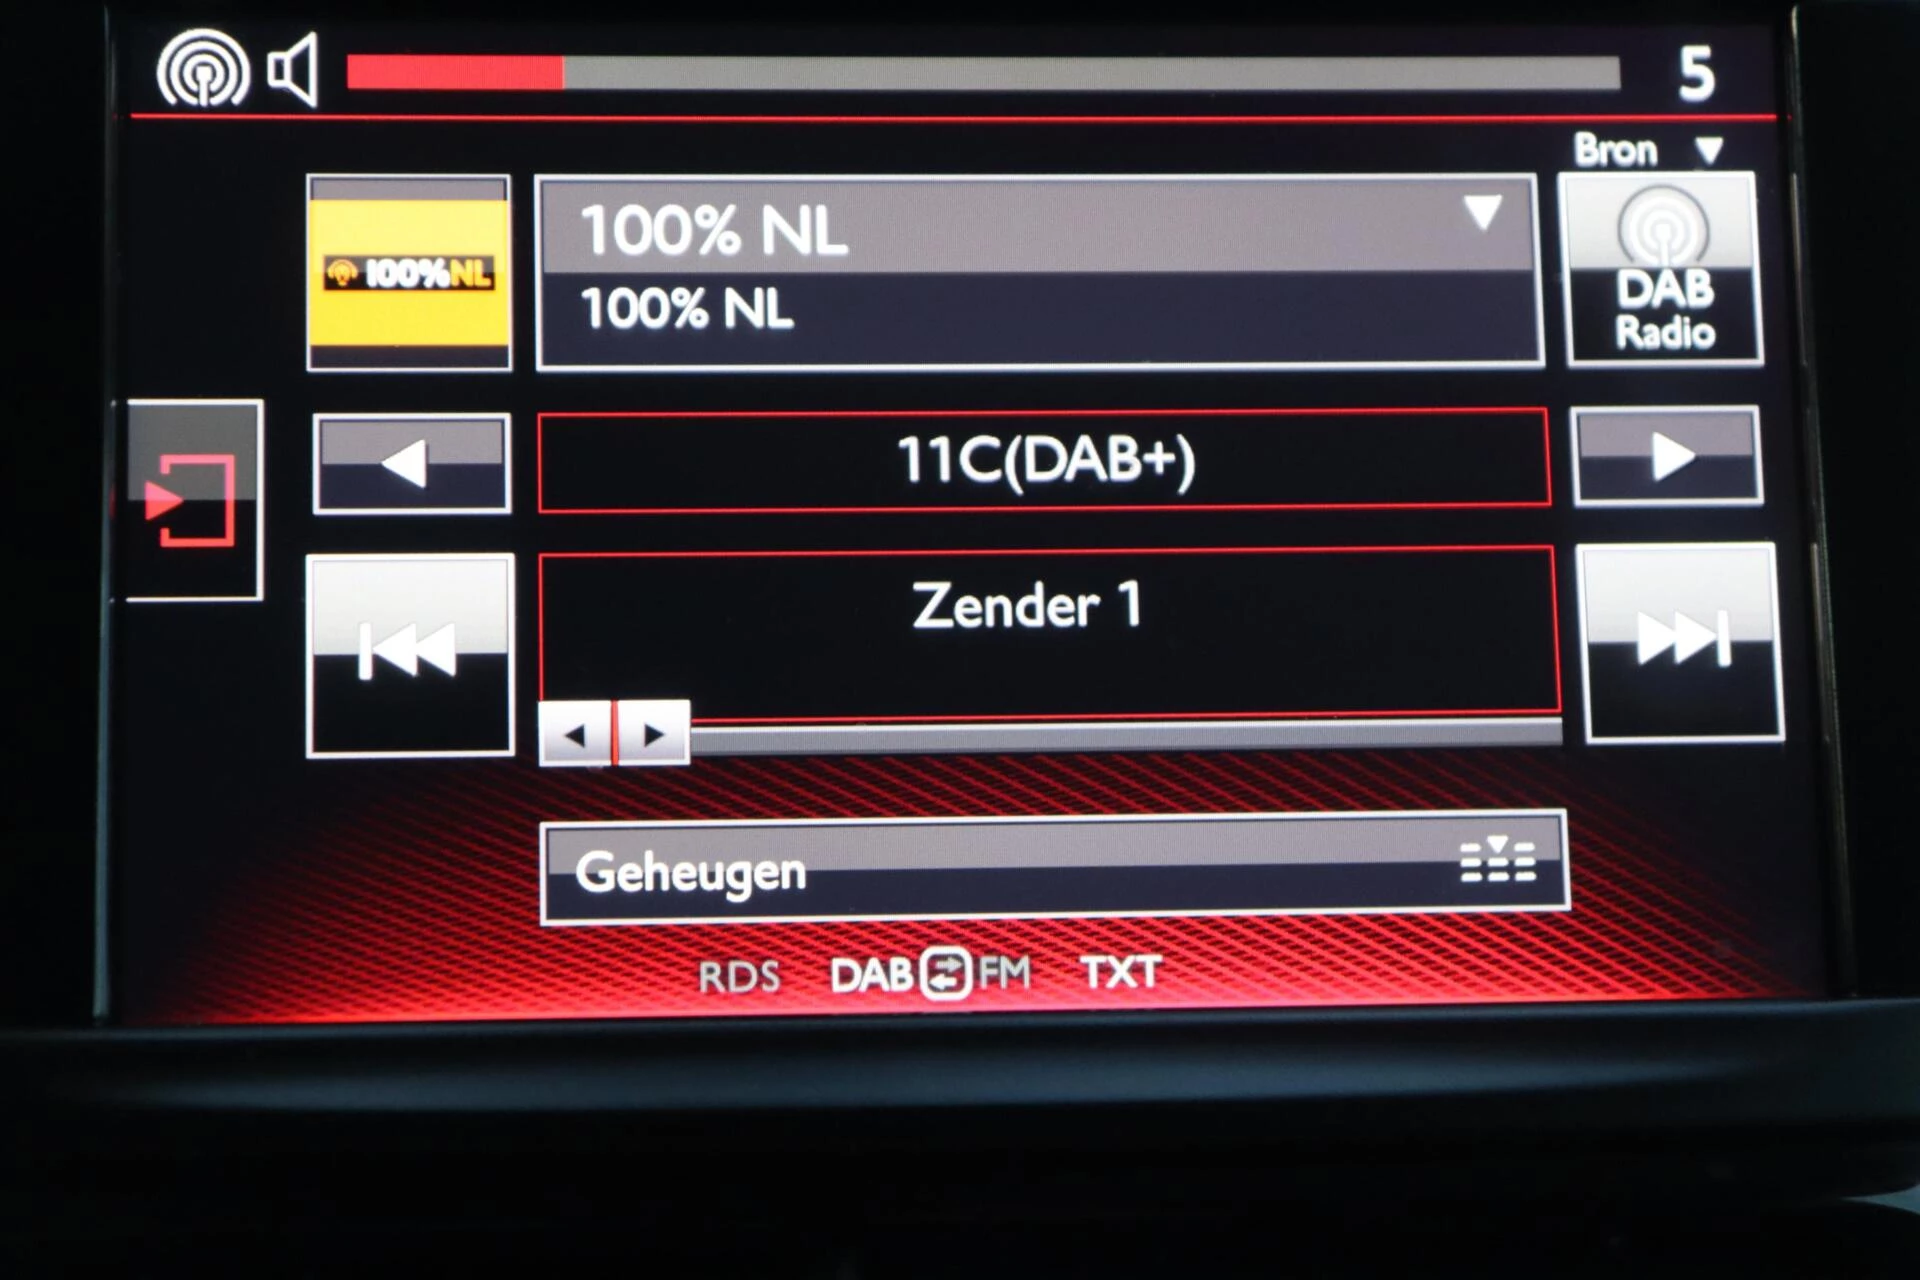 5
Bron
100%NL
100% NL
100% NL
DAB
Radio
11C(DAB+)
Zender 1
Geheugen
RDS DAB FM TXT